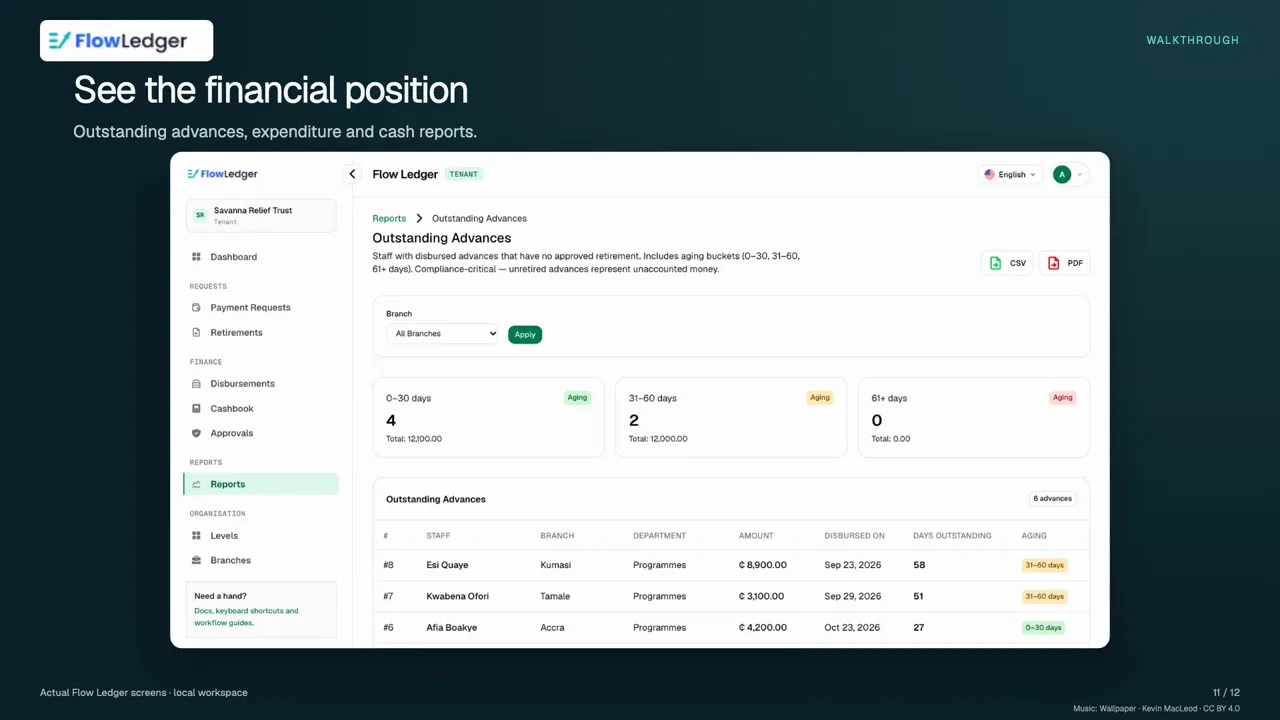 FlowLedger
WALKTHROUGH
See the financial position
Outstanding advances, expenditure and cash reports.
FlowLedger
Flow Ledger TENANT
English
A
SR
Savanna Relief Trust
Tenant
Dashboard
REQUESTS
Payment Requests
Retirements
FINANCE
Disbursements
Cashbook
Approvals
REPORTS
Reports
ORGANISATION
Levels
Branches
Need a hand?
Docs, keyboard shortcuts and
workflow guides.
Reports Outstanding Advances
Outstanding Advances
Staff with disbursed advances that have no approved retirement. Includes aging buckets (0–30, 31–60,
61+ days). Compliance-critical — unretired advances represent unaccounted money.
CSV
PDF
Branch
All Branches
Apply
0–30 days Aging
4
Total: 12,100.00
31–60 days Aging
2
Total: 12,000.00
61+ days Aging
0
Total: 0.00
Outstanding Advances 6 advances
# STAFF BRANCH DEPARTMENT AMOUNT DISBURSED ON DAYS OUTSTANDING AGING
#8 Esi Quaye Kumasi Programmes ₵ 8,900.00 Sep 23, 2026 58 31–60 days
#7 Kwabena Ofori Tamale Programmes ₵ 3,100.00 Sep 29, 2026 51 31–60 days
#6 Afia Boakye Accra Programmes ₵ 4,200.00 Oct 23, 2026 27 0–30 days
Actual Flow Ledger screens · local workspace
11 / 12
Music: Wallpaper · Kevin MacLeod · CC BY 4.0